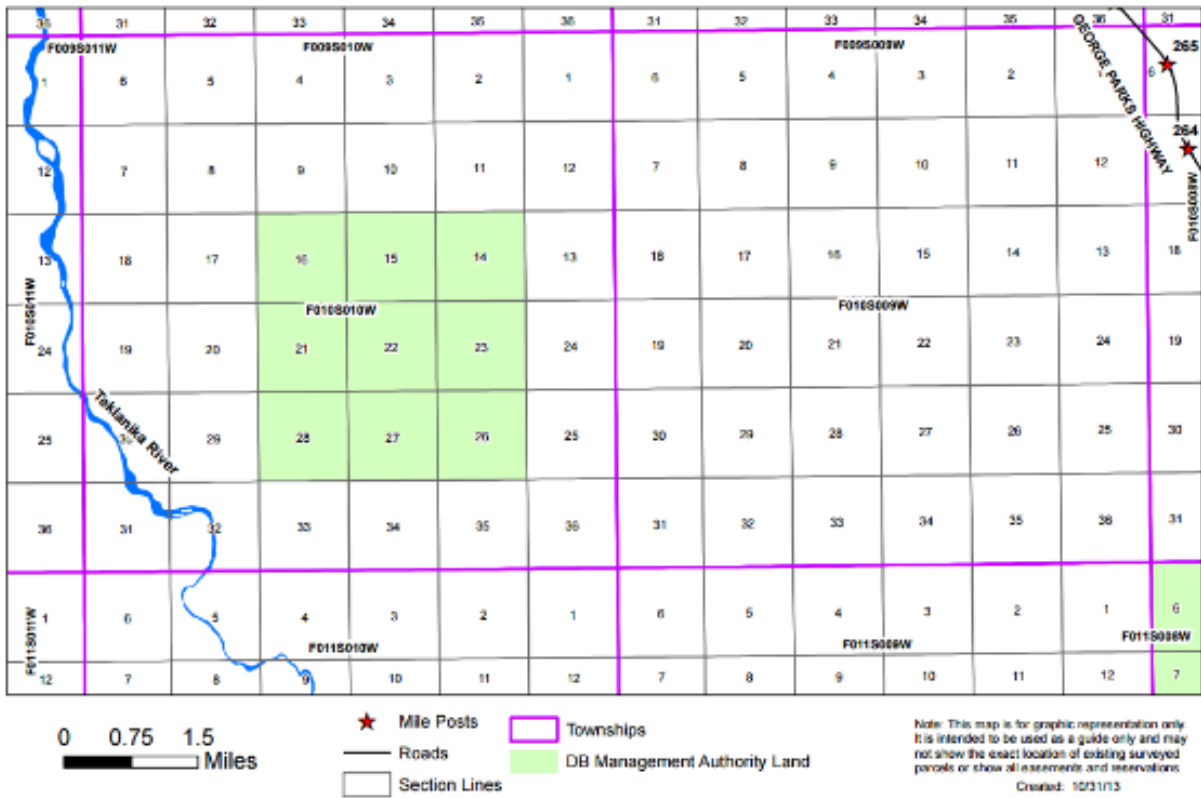 36 31 32 33 34 35 36 31 32 33 34 35 36 31
F009S011W F009S010W F009S009W
GEORGE PARKS HIGHWAY
265
1 6 5 4 3 2 1 6 5 4 3 2 6
264
12 7 8 9 10 11 12 7 8 9 10 11 12
F010S008W
13 18 17 16 15 14 13 18 17 16 15 14 13 18
F010S011W F010S010W F010S009W
24 19 20 21 22 23 24 19 20 21 22 23 24 19
Teklanika River
25 30 29 28 27 26 25 30 29 28 27 26 25 30
36 31 32 33 34 35 36 31 32 33 34 35 36 31
1 6 5 4 3 2 1 6 5 4 3 2 1 6
F011S011W F011S010W F011S009W F011S008W
12 7 8 9 10 11 12 7 8 9 10 11 12 7
0 0.75 1.5
Miles
Mile Posts
Roads
Section Lines
Townships
DB Management Authority Land
Note: This map is for graphic representation only.
It is intended to be used as a guide only and may
not show the exact location of existing surveyed
parcels or show all easements and reservations
Created: 10/31/13